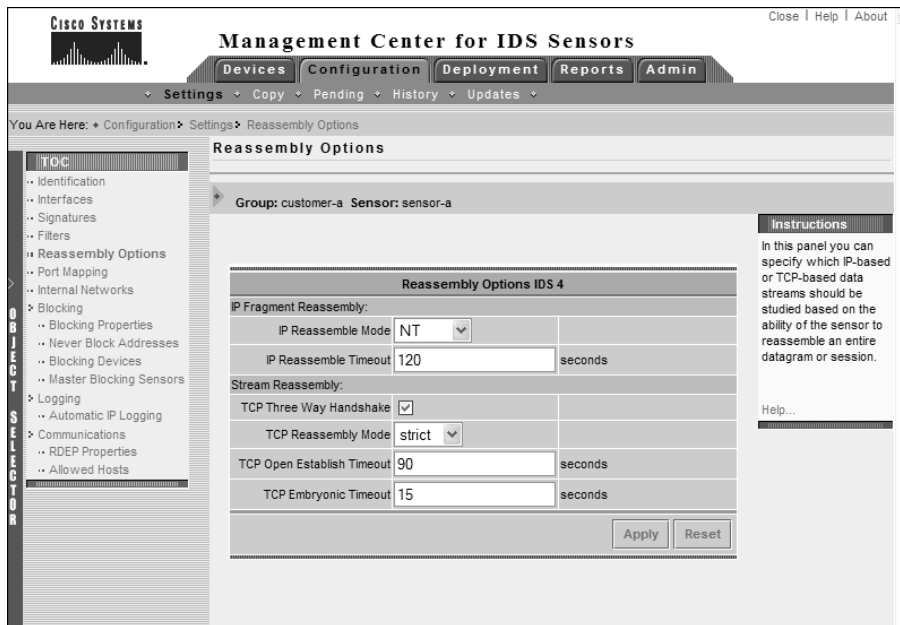 Close | Help | About
CISCO SYSTEMS
Management Center for IDS Sensors
Devices Configuration Deployment Reports Admin
Settings Copy Pending History Updates
You Are Here: Configuration Settings Reassembly Options
TOC
Identification
Interfaces
Signatures
Filters
Reassembly Options
Port Mapping
Internal Networks
Blocking
Blocking Properties
Never Block Addresses
Blocking Devices
Master Blocking Sensors
Logging
Automatic IP Logging
Communications
RDEP Properties
Allowed Hosts
OBJECT SELECTOR
Reassembly Options
Group: customer-a Sensor: sensor-a
Reassembly Options IDS 4
IP Fragment Reassembly:
IP Reassemble Mode NT
IP Reassemble Timeout 120 seconds
Stream Reassembly:
TCP Three Way Handshake
TCP Reassembly Mode strict
TCP Open Establish Timeout 90 seconds
TCP Embryonic Timeout 15 seconds
Apply Reset
Instructions
In this panel you can
specify which IP-based
or TCP-based data
streams should be
studied based on the
ability of the sensor to
reassemble an entire
datagram or session.
Help...